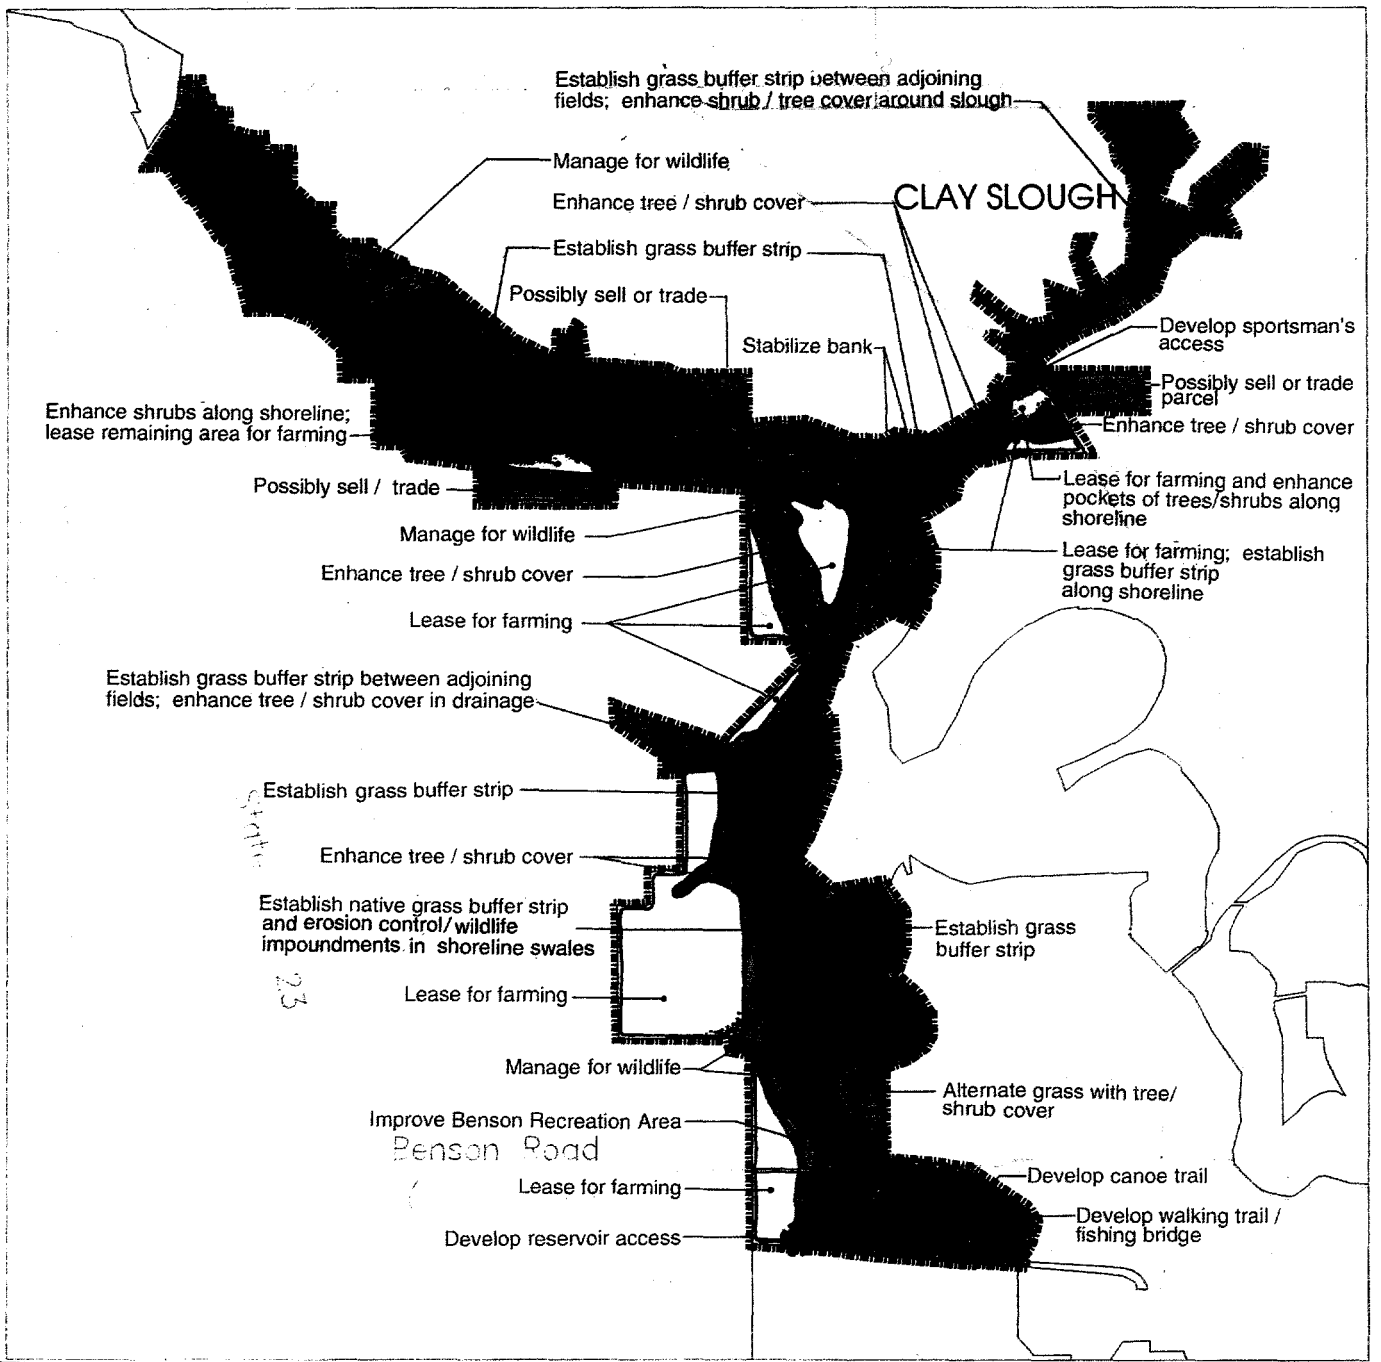 Establish grass buffer strip between adjoining
fields; enhance shrub / tree cover around slough
Manage for wildlife
Enhance tree / shrub cover
CLAY SLOUGH
Establish grass buffer strip
Possibly sell or trade
Stabilize bank
Develop sportsman's
access
Possibly sell or trade
parcel
Enhance shrubs along shoreline;
lease remaining area for farming
Enhance tree / shrub cover
Possibly sell / trade
Lease for farming and enhance
pockets of trees/shrubs along
shoreline
Manage for wildlife
Lease for farming; establish
grass buffer strip
along shoreline
Enhance tree / shrub cover
Lease for farming
Establish grass buffer strip between adjoining
fields; enhance tree / shrub cover in drainage
Establish grass buffer strip
Enhance tree / shrub cover
Establish native grass buffer strip
and erosion control/wildlife
impoundments in shoreline swales
Establish grass
buffer strip
23
Lease for farming
Manage for wildlife
Alternate grass with tree/
shrub cover
Improve Benson Recreation Area
Benson Road
Develop canoe trail
Lease for farming
Develop walking trail /
fishing bridge
Develop reservoir access